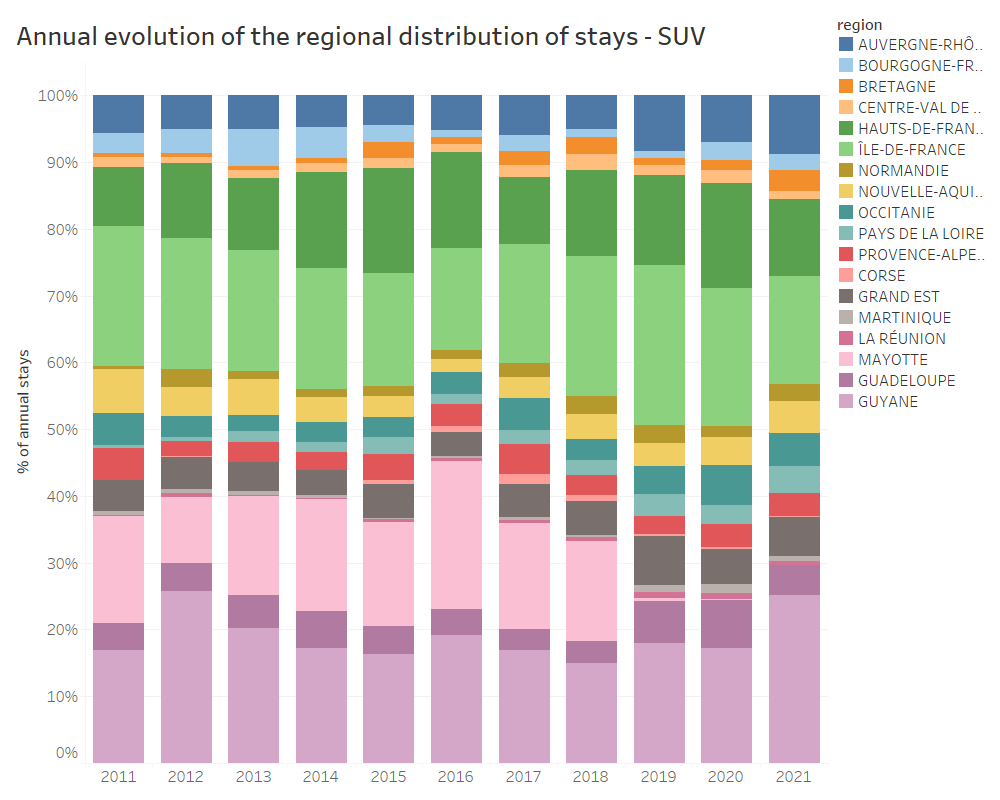 Annual evolution of the regional distribution of stays - SUV
region
AUVERGNE-RHÔ..
BOURGOGNE-FR..
BRETAGNE
CENTRE-VAL DE ..
HAUTS-DE-FRAN..
ÎLE-DE-FRANCE
NORMANDIE
NOUVELLE-AQUI..
OCCITANIE
PAYS DE LA LOIRE
PROVENCE-ALPE..
CORSE
GRAND EST
MARTINIQUE
LA RÉUNION
MAYOTTE
GUADELOUPE
GUYANE
% of annual stays
100%
90%
80%
70%
60%
50%
40%
30%
20%
10%
0%
2011 2012 2013 2014 2015 2016 2017 2018 2019 2020 2021